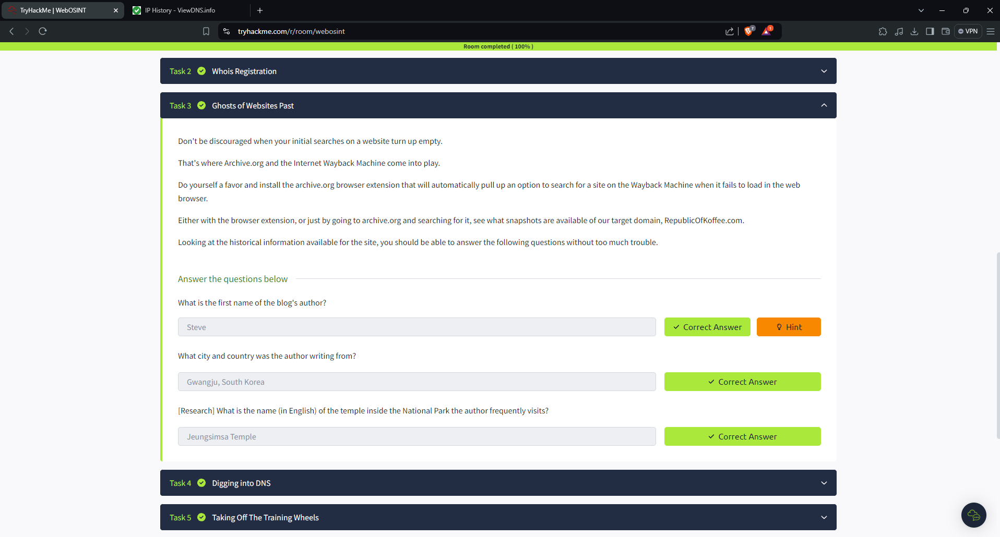 TryHackMe | WebOSINT
IP History - ViewDNS.info
tryhackme.com/r/room/webosint
7
1
VPN
Room completed ( 100% )
Task 2 Whois Registration
Task 3 Ghosts of Websites Past
Don't be discouraged when your initial searches on a website turn up empty.
That's where Archive.org and the Internet Wayback Machine come into play.
Do yourself a favor and install the archive.org browser extension that will automatically pull up an option to search for a site on the Wayback Machine when it fails to load in the web
browser.
Either with the browser extension, or just by going to archive.org and searching for it, see what snapshots are available of our target domain, RepublicOfKoffee.com.
Looking at the historical information available for the site, you should be able to answer the following questions without too much trouble.
Answer the questions below
What is the first name of the blog's author?
Steve
Correct Answer
Hint
What city and country was the author writing from?
Gwangju, South Korea
Correct Answer
[Research] What is the name (in English) of the temple inside the National Park the author frequently visits?
Jeungsimsa Temple
Correct Answer
Task 4 Digging into DNS
Task 5 Taking Off The Training Wheels